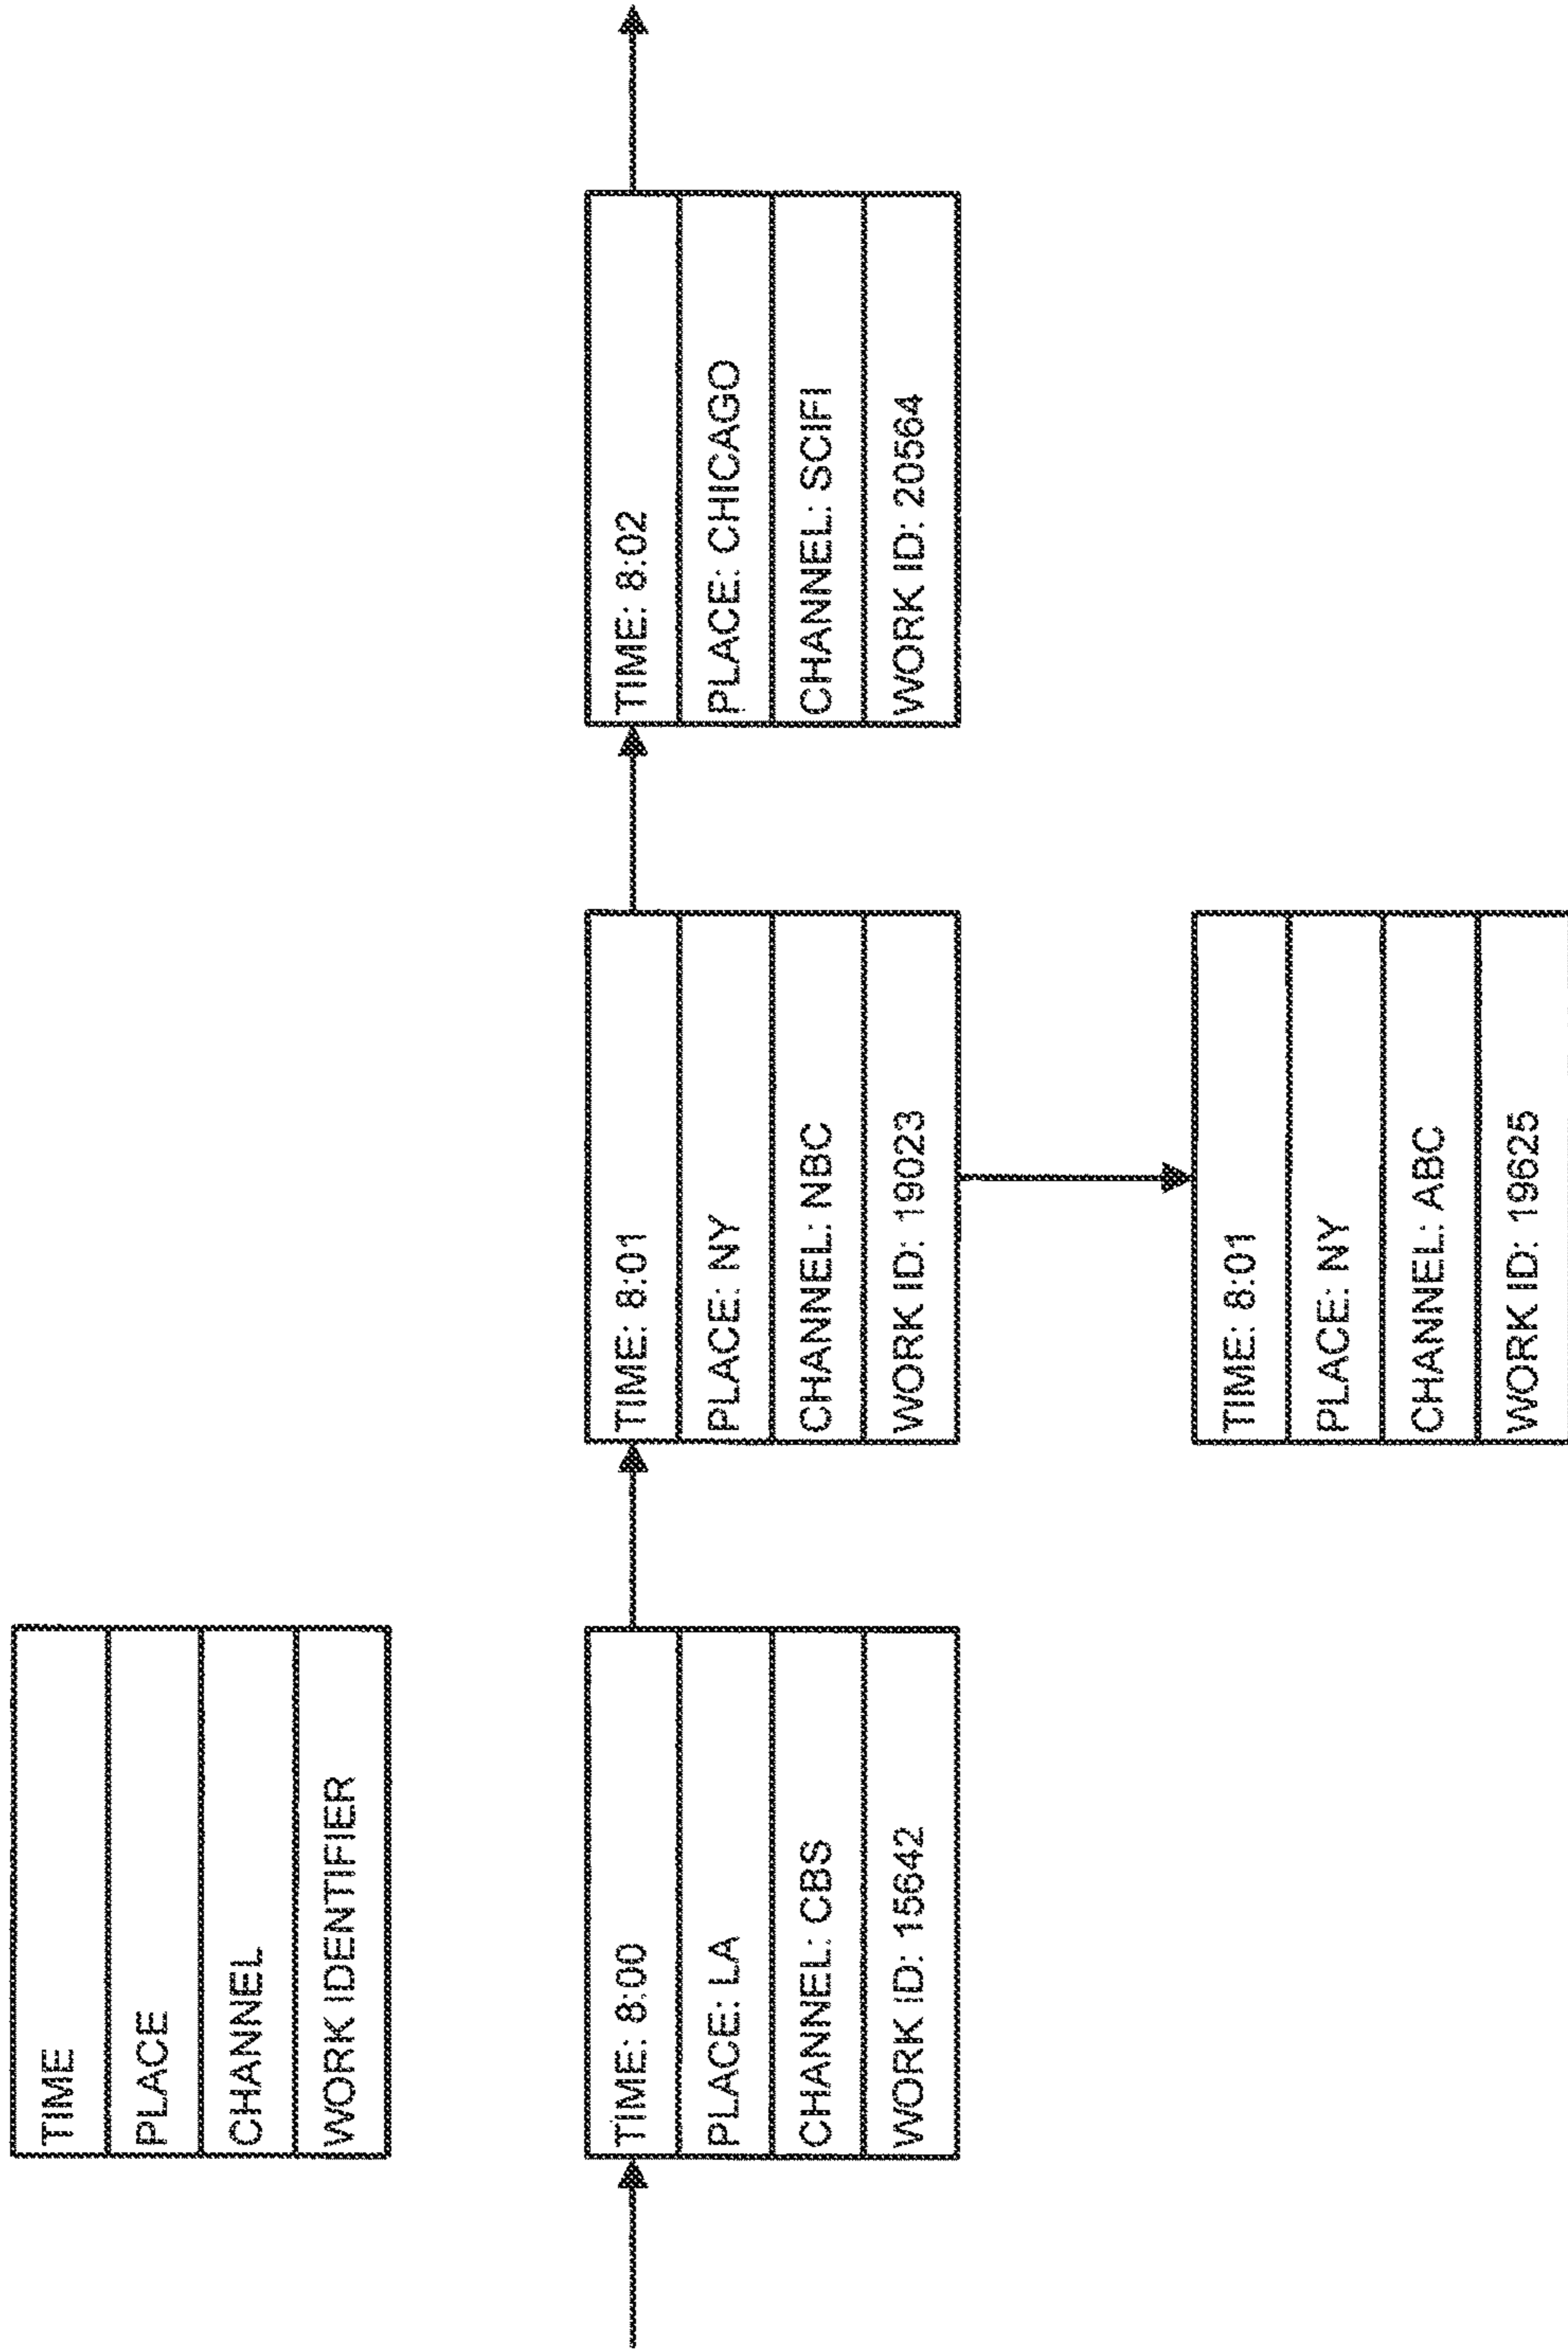 TIME
PLACE
CHANNEL
WORK IDENTIFIER
TIME: 8:00
PLACE: LA
CHANNEL: CBS
WORK ID: 15642
TIME: 8:01
PLACE: NY
CHANNEL: NBC
WORK ID: 19023
TIME: 8:02
PLACE: CHICAGO
CHANNEL: SCIFI
WORK ID: 20564
TIME: 8:01
PLACE: NY
CHANNEL: ABC
WORK ID: 19625